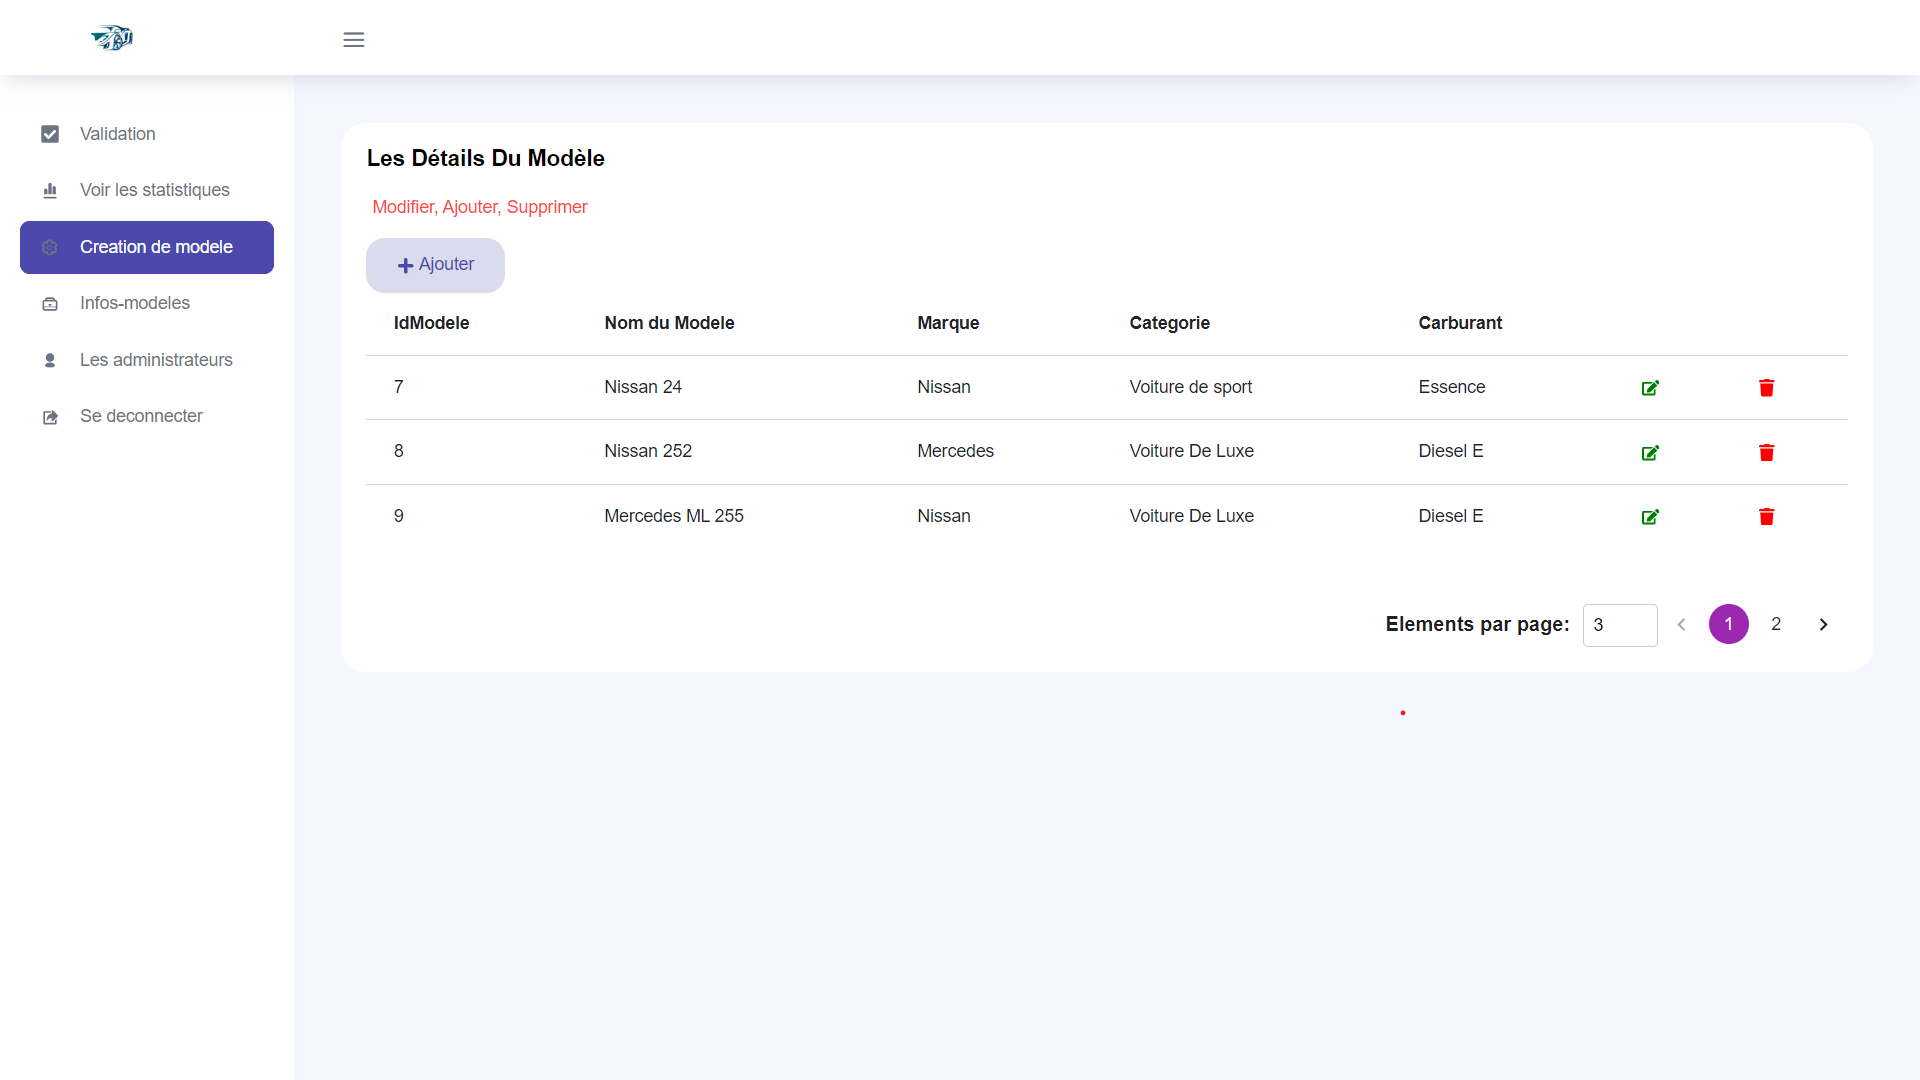 Validation
Voir les statistiques
Creation de modele
Infos-modeles
Les administrateurs
Se deconnecter
Les Détails Du Modèle
Modifier, Ajouter, Supprimer
Ajouter
IdModele Nom du Modele Marque Categorie Carburant
7 Nissan 24 Nissan Voiture de sport Essence
8 Nissan 252 Mercedes Voiture De Luxe Diesel E
9 Mercedes ML 255 Nissan Voiture De Luxe Diesel E
Elements par page: 3 1 2